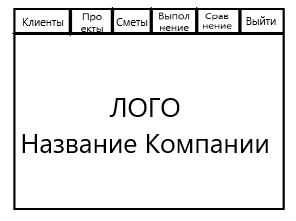 Клиенты
Про
екты
Сметы
Выпол
нение
Срав
нение
Выйти
ЛОГО
Название Компании